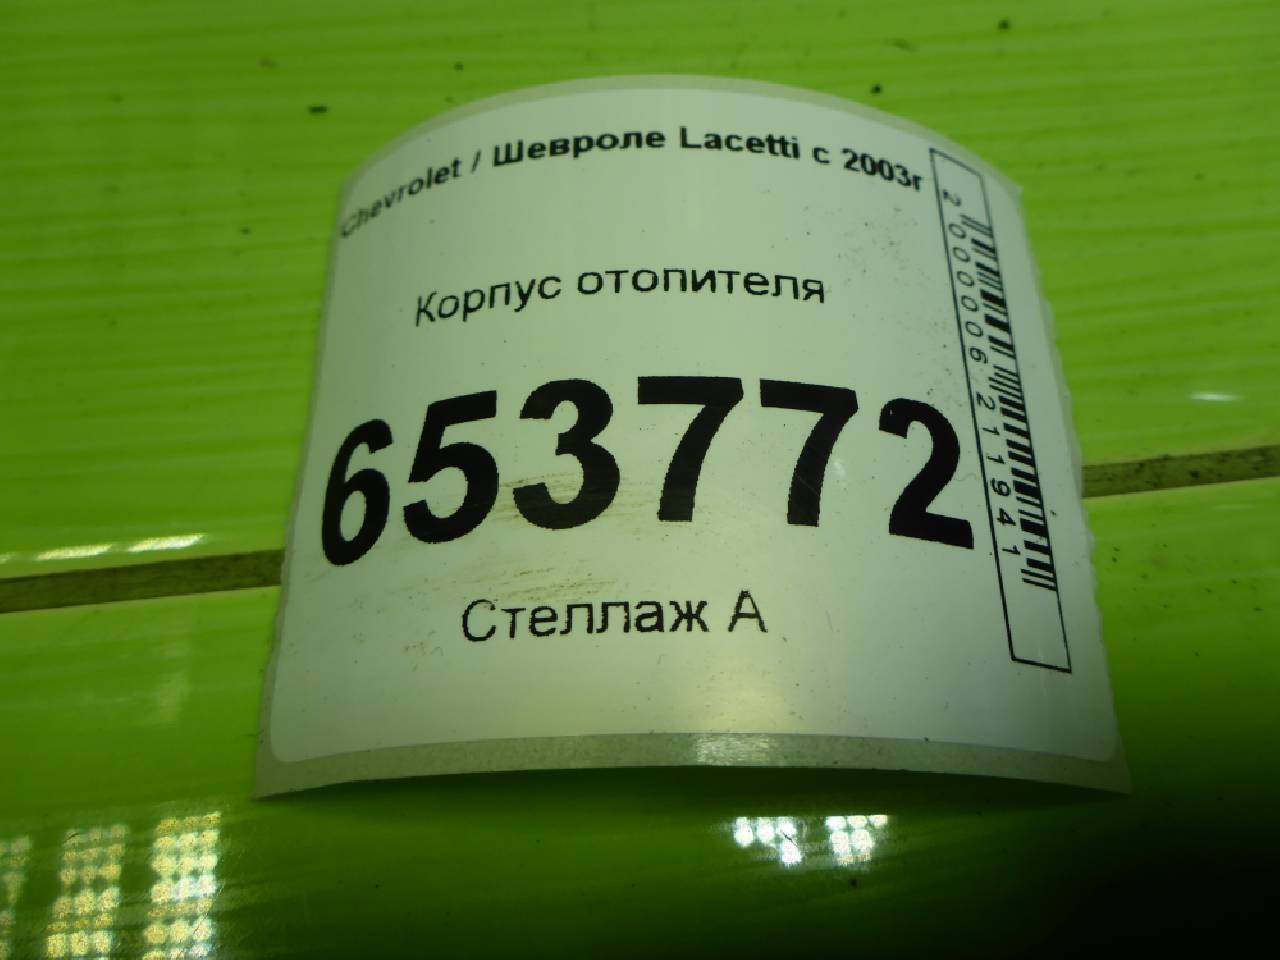 Chevrolet / Шевроле Lacetti с 2003г
Корпус отопителя
653772
Стеллаж А
2000006211941